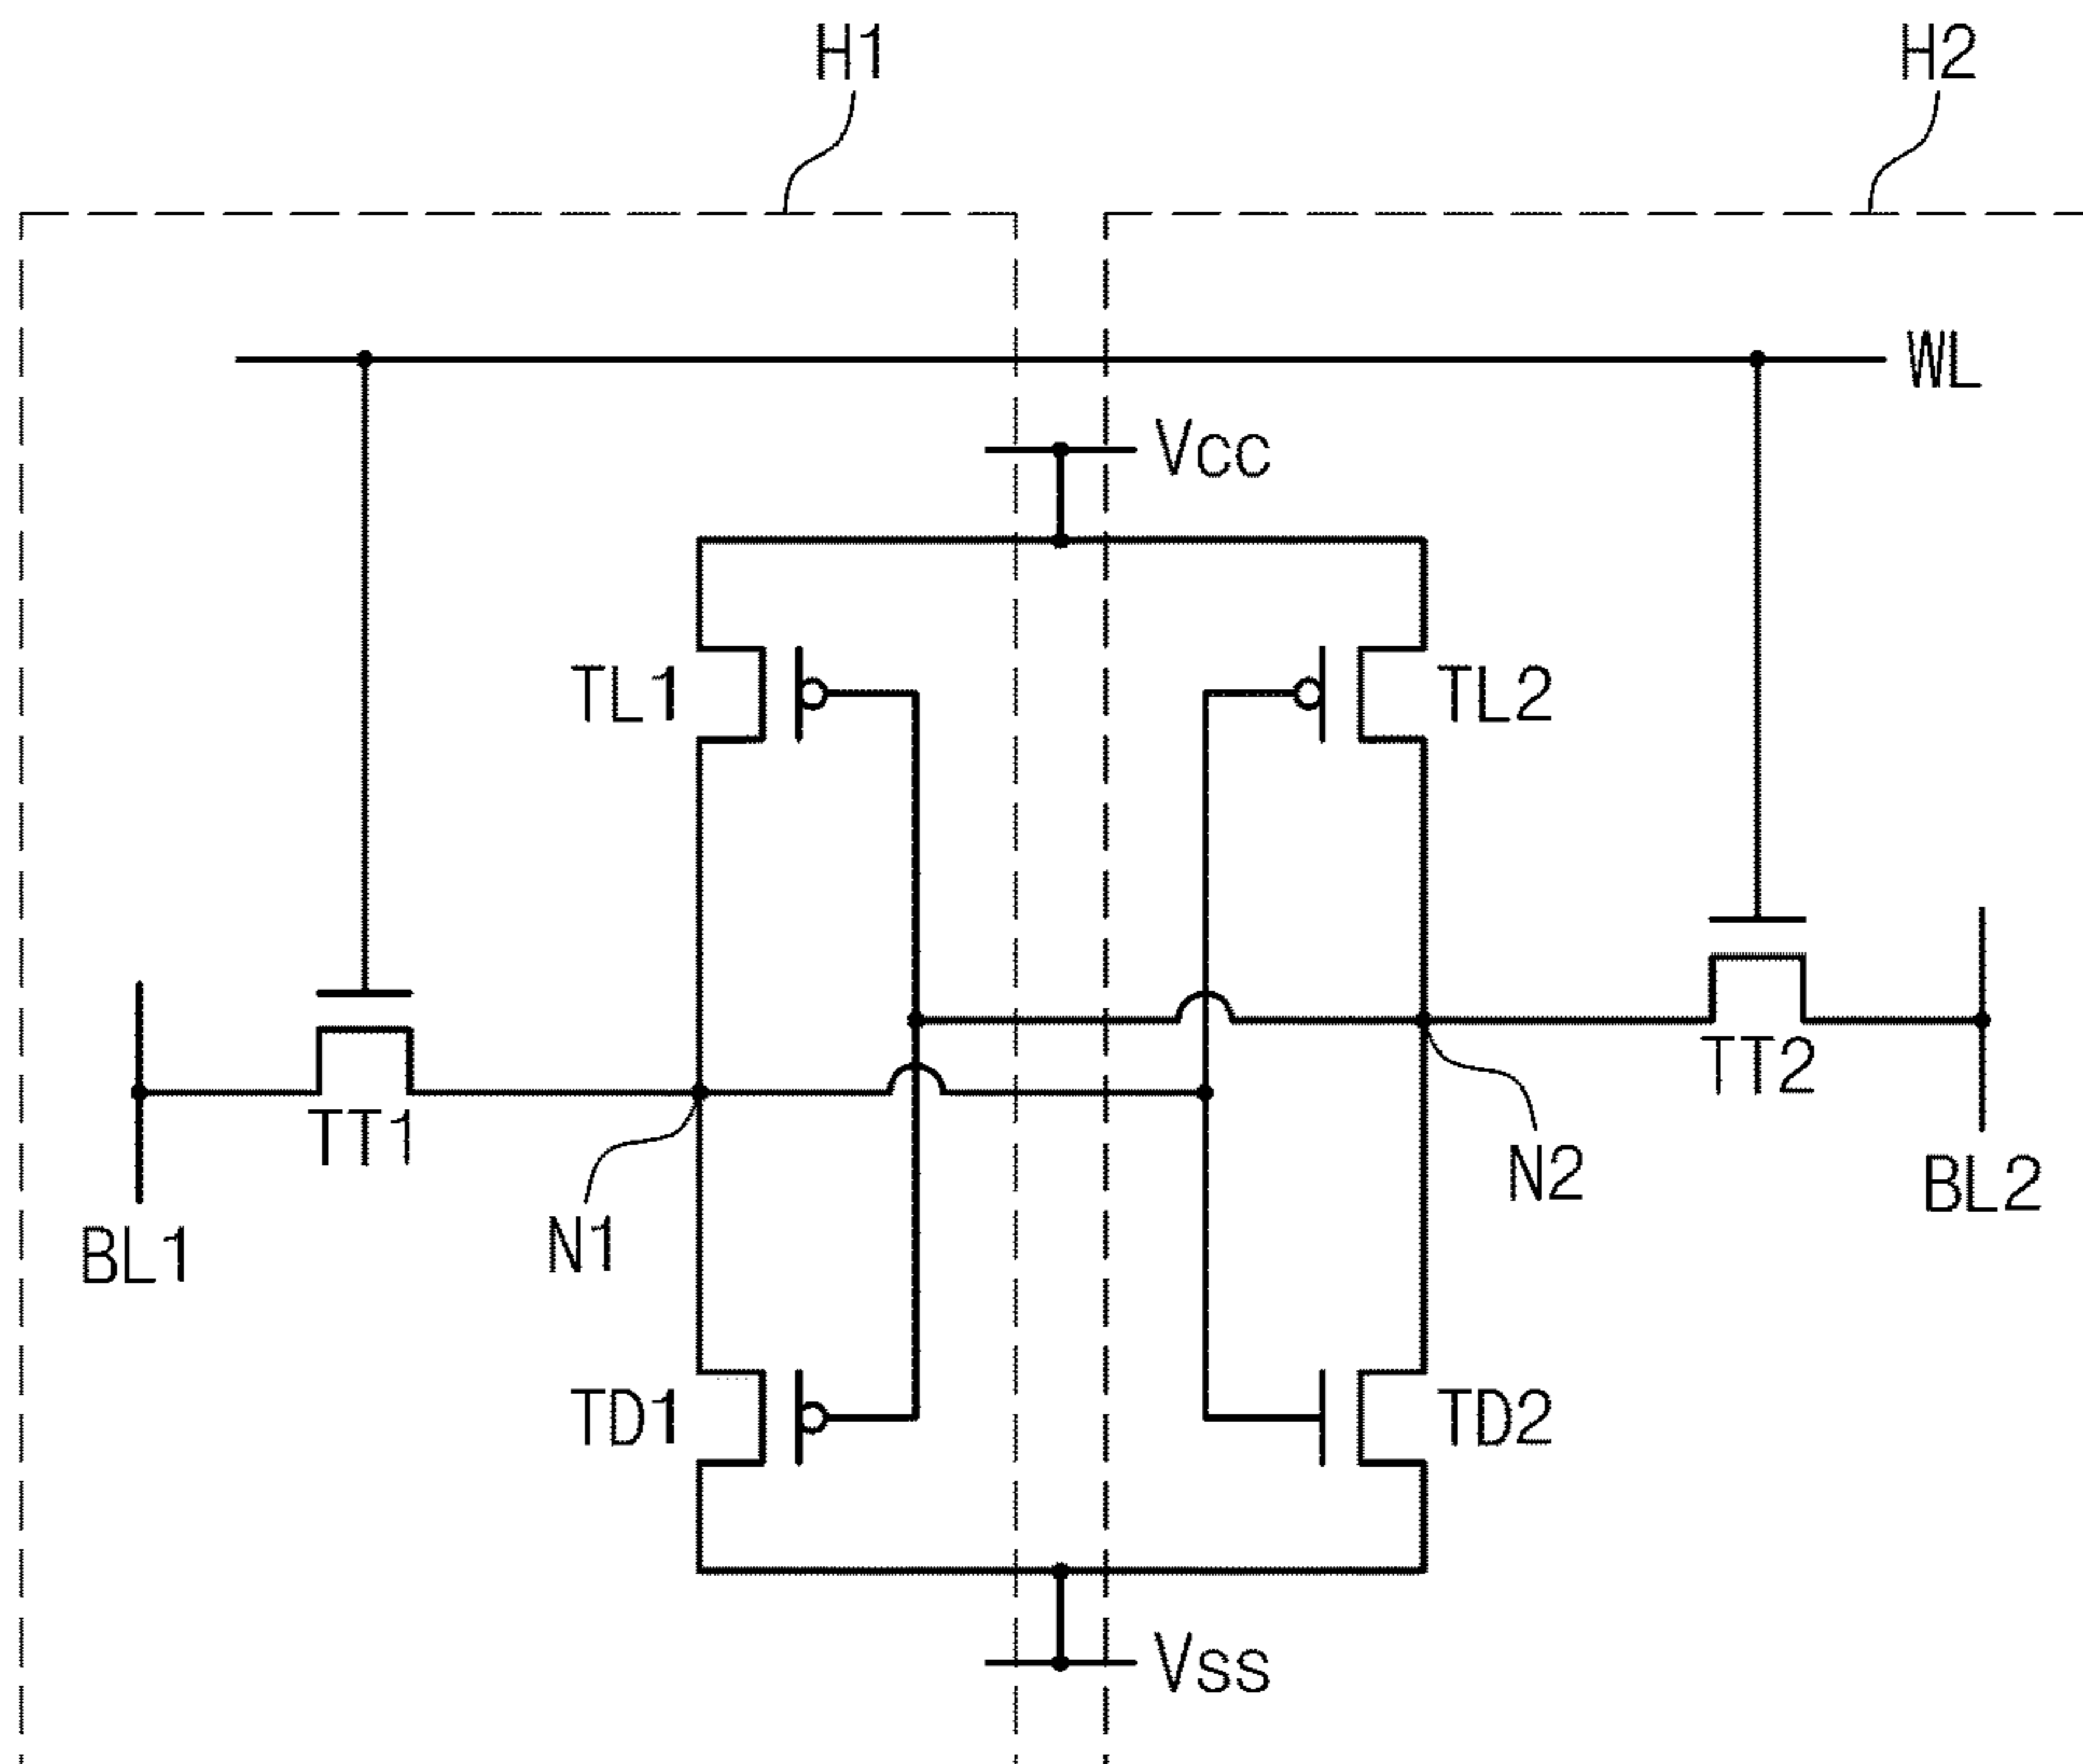 H1 H2
WL
Vcc
TL1 TL2
TT2
TT1
N2
BL2
N1
BL1
TD1 TD2
Vss